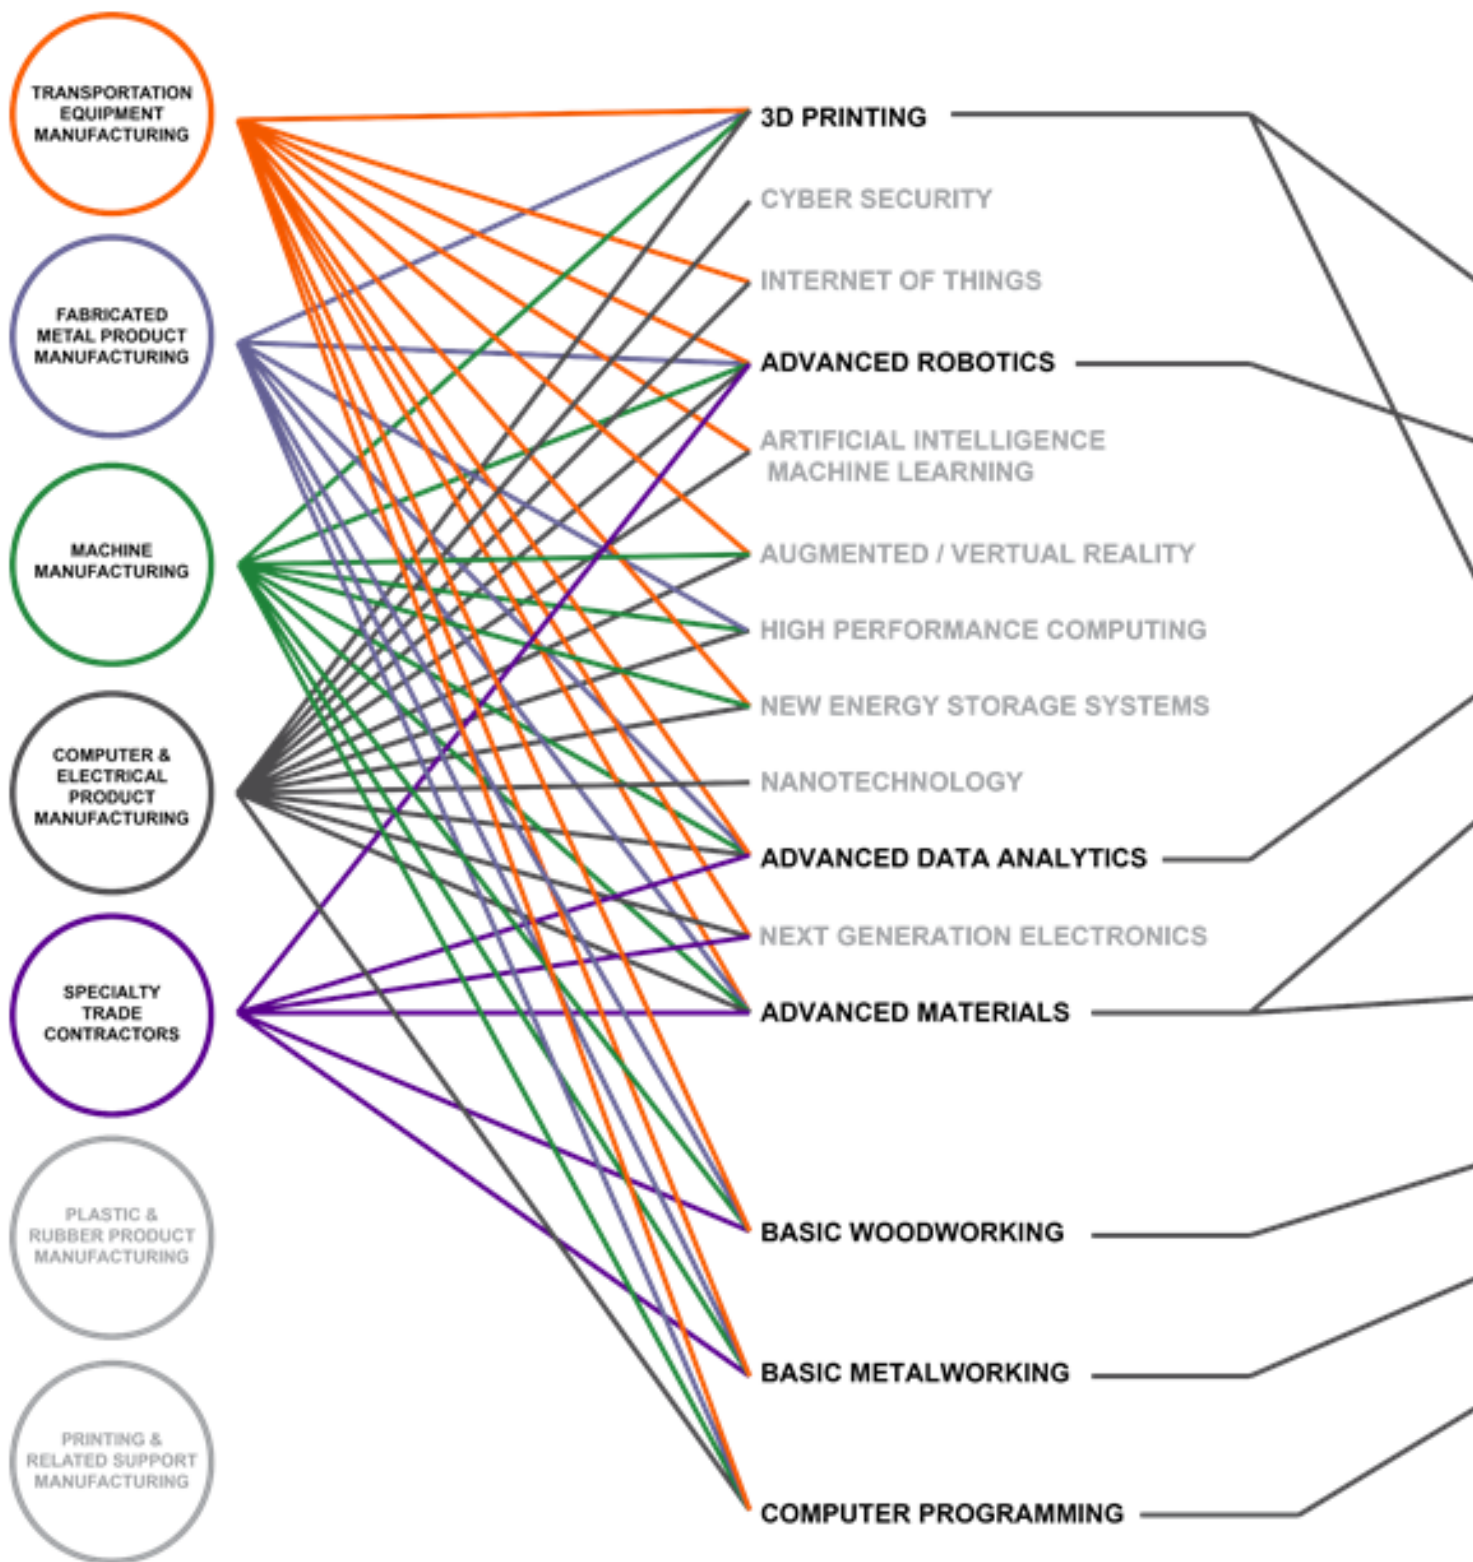 TRANSPORTATION
EQUIPMENT
MANUFACTURING
FABRICATED
METAL PRODUCT
MANUFACTURING
MACHINE
MANUFACTURING
COMPUTER &
ELECTRICAL
PRODUCT
MANUFACTURING
SPECIALTY
TRADE
CONTRACTORS
PLASTIC &
RUBBER PRODUCT
MANUFACTURING
PRINTING &
RELATED SUPPORT
MANUFACTURING
3D PRINTING
CYBER SECURITY
INTERNET OF THINGS
ADVANCED ROBOTICS
ARTIFICIAL INTELLIGENCE
MACHINE LEARNING
AUGMENTED / VERTUAL REALITY
HIGH PERFORMANCE COMPUTING
NEW ENERGY STORAGE SYSTEMS
NANOTECHNOLOGY
ADVANCED DATA ANALYTICS
NEXT GENERATION ELECTRONICS
ADVANCED MATERIALS
BASIC WOODWORKING
BASIC METALWORKING
COMPUTER PROGRAMMING